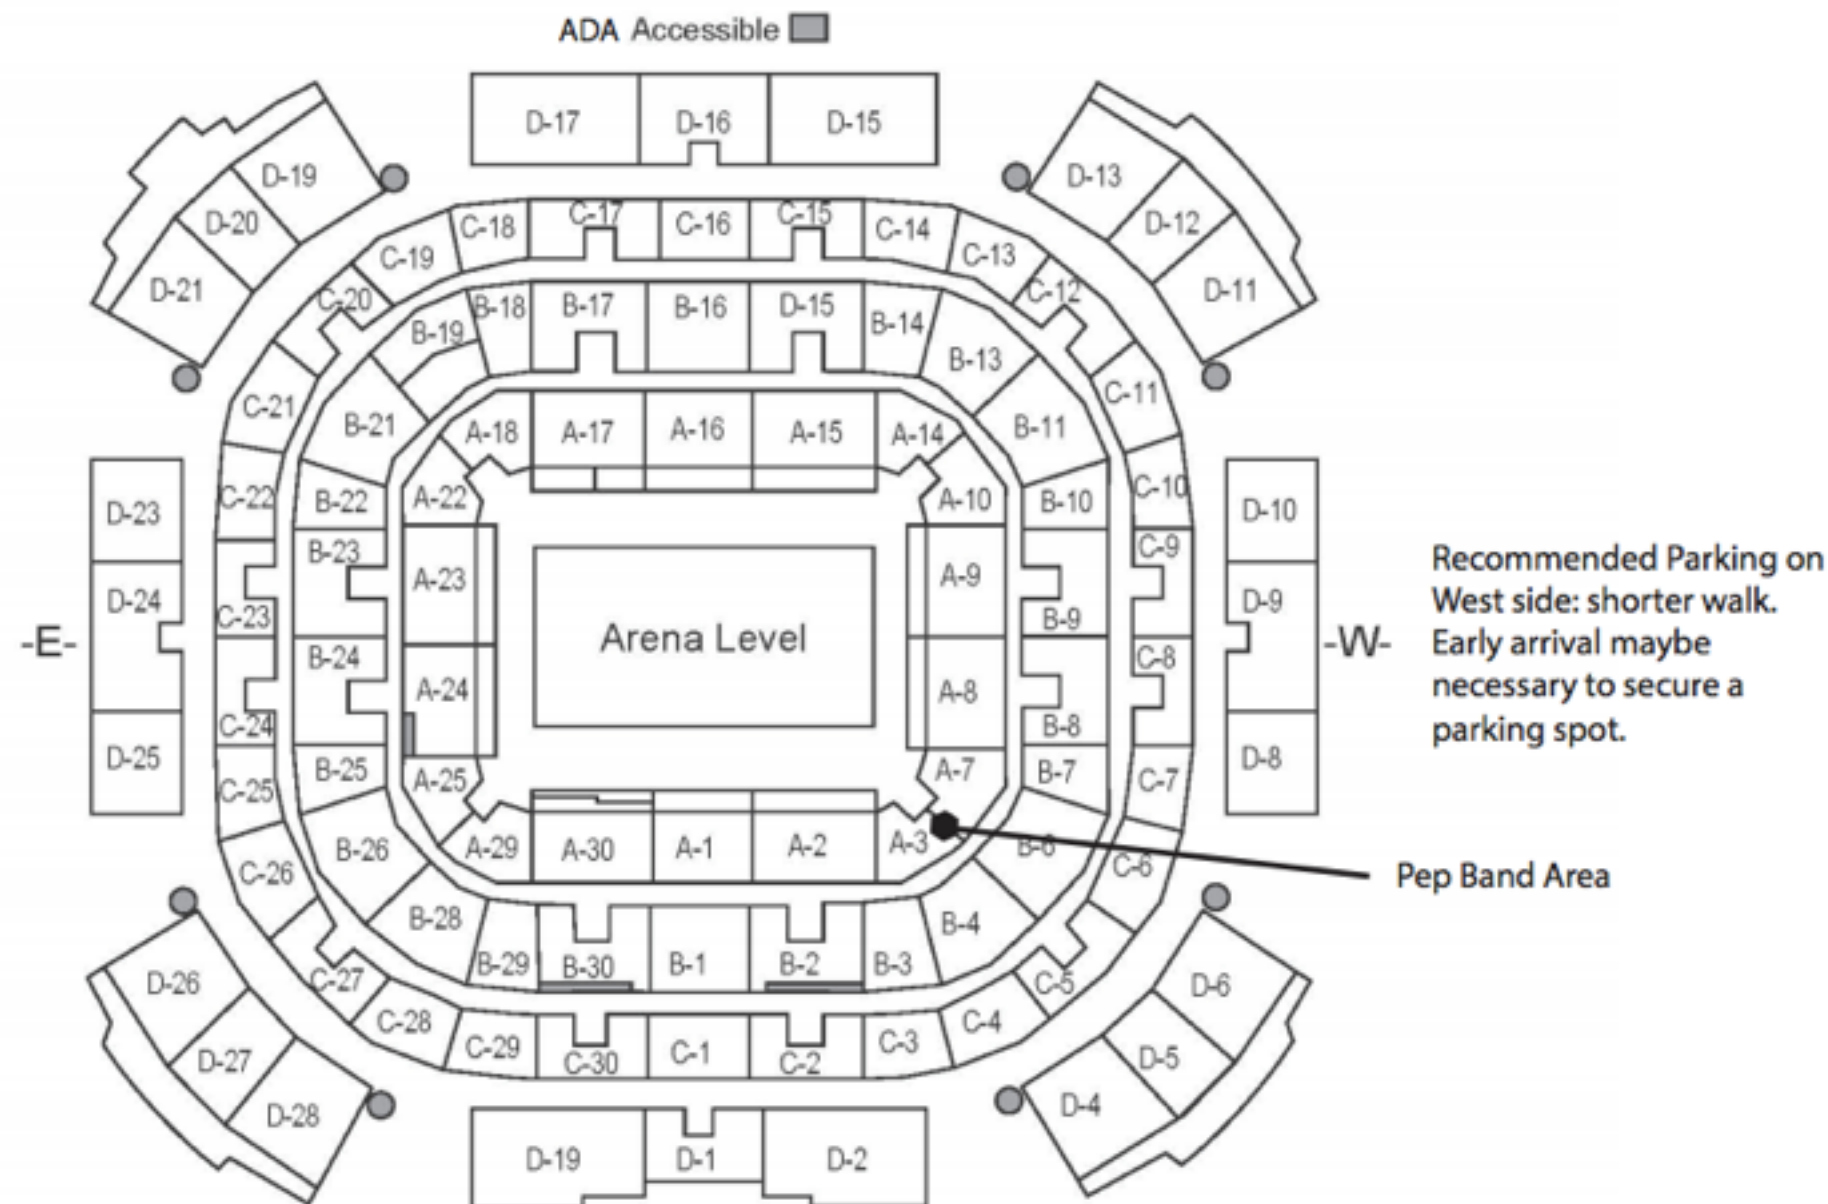 ADA Accessible
D-17 D-16 D-15
D-19 D-13
D-20 D-12
D-21 D-11
C-18 C-17 C-16 C-15 C-14
C-19 C-13
C-20 C-12
B-18 B-17 B-16 D-15 B-14
B-19 B-13
C-21 C-11
B-21 B-11
A-18 A-17 A-16 A-15 A-14
C-22 B-22 A-22 A-10 B-10 C-10
D-23 D-10
B-23 C-9
A-23 A-9
D-24 D-9
C-23 B-9
-E- Arena Level -W-
B-24 C-8
A-24 A-8
C-24 B-8
D-25 D-8
C-25 B-25 A-25 A-7 B-7 C-7
Recommended Parking on
West side: shorter walk.
Early arrival maybe
necessary to secure a
parking spot.
A-29 A-30 A-1 A-2 A-3
B-26 B-6
C-26 C-6
Pep Band Area
B-28 B-4
B-29 B-30 B-1 B-2 B-3
C-27 C-5
D-26 D-6
C-28 C-4
C-29 C-30 C-1 C-2 C-3
D-27 D-5
D-28 D-4
D-19 D-1 D-2